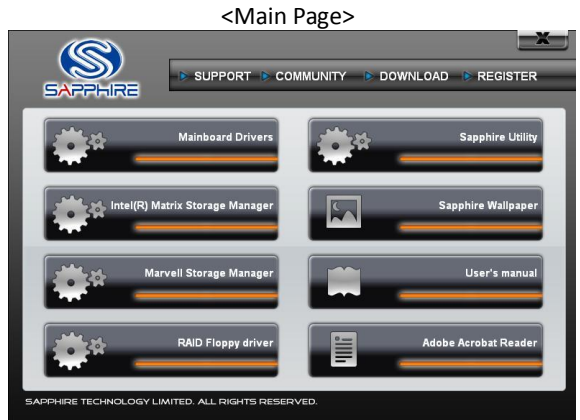 <Main Page>
X
SAPPHIRE
SUPPORT COMMUNITY DOWNLOAD REGISTER
Mainboard Drivers
Sapphire Utility
Intel(R) Matrix Storage Manager
Sapphire Wallpaper
Marvell Storage Manager
User's manual
RAID Floppy driver
Adobe Acrobat Reader
SAPPHIRE TECHNOLOGY LIMITED. ALL RIGHTS RESERVED.